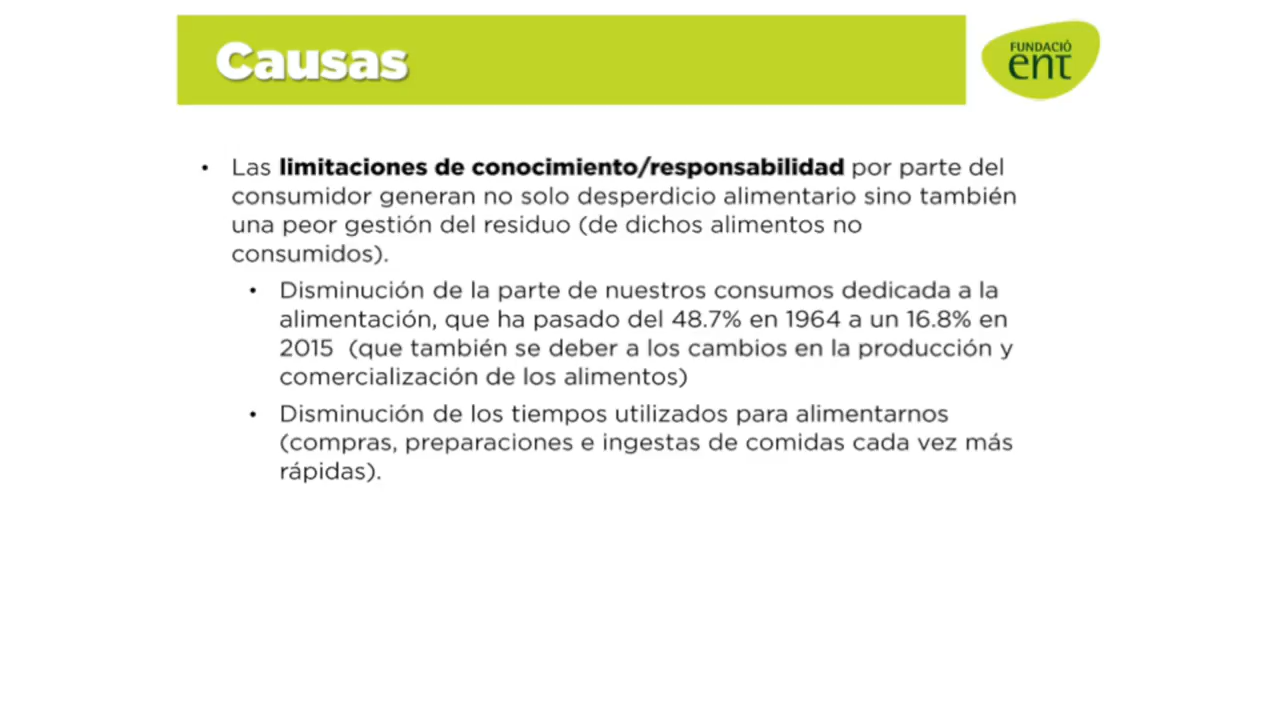 Causas
FUNDACIÓ
ent
• Las limitaciones de conocimiento/responsabilidad por parte del
consumidor generan no solo desperdicio alimentario sino también
una peor gestión del residuo (de dichos alimentos no
consumidos).
• Disminución de la parte de nuestros consumos dedicada a la
alimentación, que ha pasado del 48.7% en 1964 a un 16.8% en
2015 (que también se deber a los cambios en la producción y
comercialización de los alimentos)
• Disminución de los tiempos utilizados para alimentarnos
(compras, preparaciones e ingestas de comidas cada vez más
rápidas).